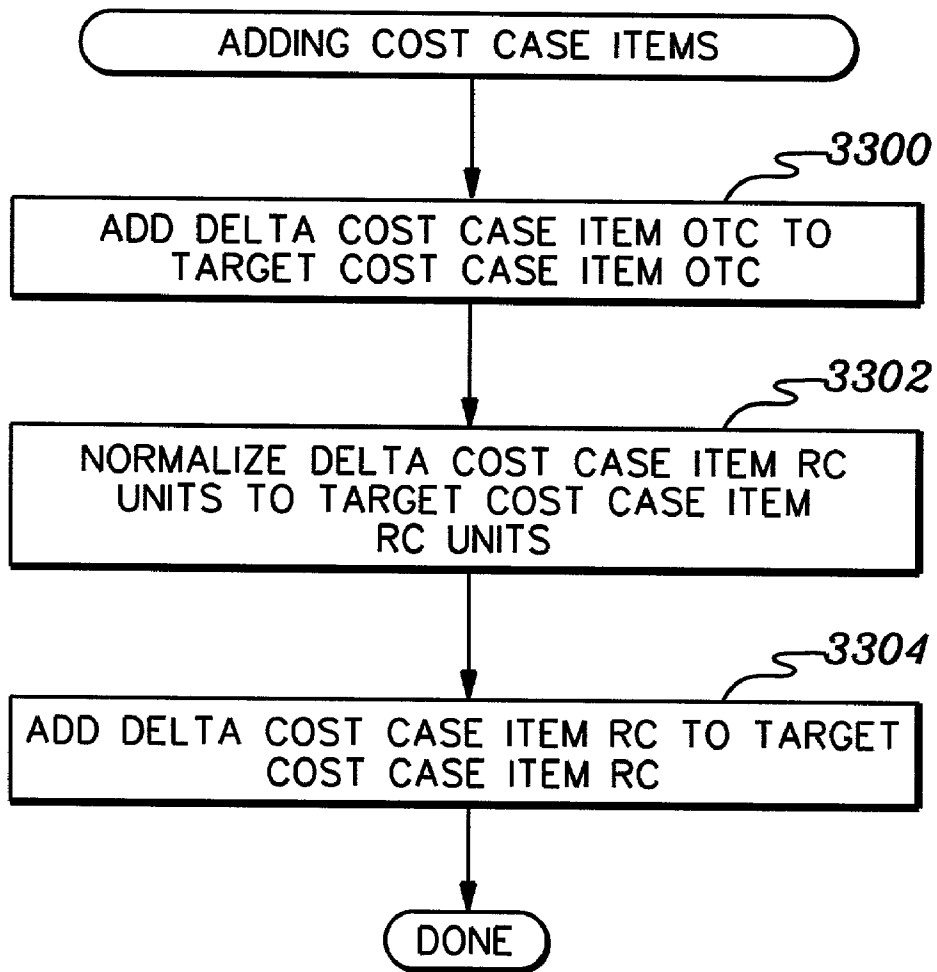 ADDING COST CASE ITEMS
3300
ADD DELTA COST CASE ITEM OTC TO
TARGET COST CASE ITEM OTC
3302
NORMALIZE DELTA COST CASE ITEM RC
UNITS TO TARGET COST CASE ITEM
RC UNITS
3304
ADD DELTA COST CASE ITEM RC TO TARGET
COST CASE ITEM RC
DONE